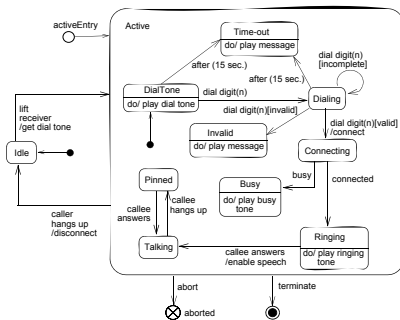 activeEntry
Active
Time-out
do/ play message
dial digit(n)
[incomplete]
after (15 sec.)
after (15 sec.)
DialTone
do/ play dial tone
dial digit(n)
Dialing
dial digit(n)[invalid]
lift
receiver
/get dial tone
Invalid
do/ play message
dial digit(n)[valid]
/connect
Idle
Connecting
Pinned
Busy
do/ play busy
tone
busy
connected
callee
answers
callee
hangs up
caller
hangs up
/disconnect
Talking
callee answers
/enable speech
Ringing
do/ play ringing
tone
abort
terminate
aborted